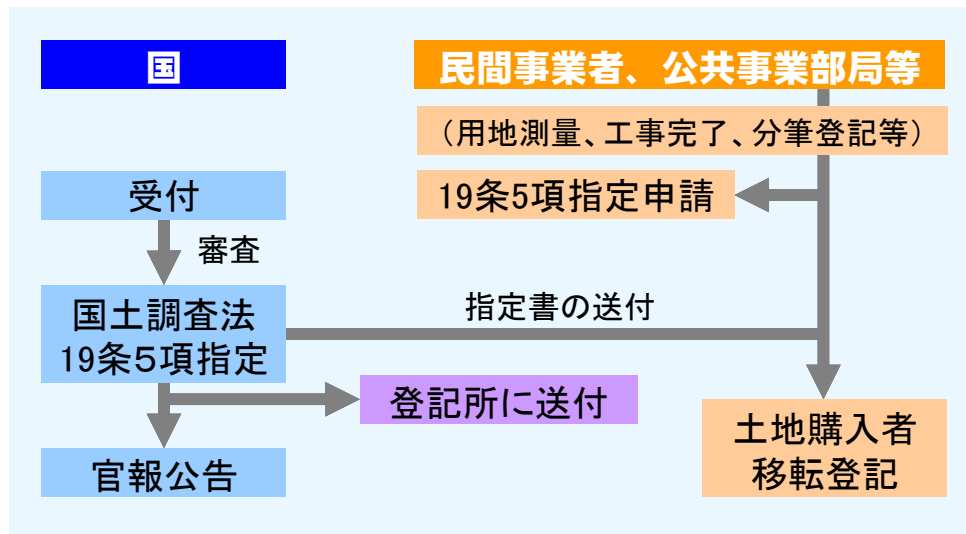 国
民間事業者、公共事業部局等
（用地測量、工事完了、分筆登記等）
受付
19条5項指定申請
審査
国土調査法
19条５項指定
指定書の送付
登記所に送付
土地購入者
移転登記
官報公告